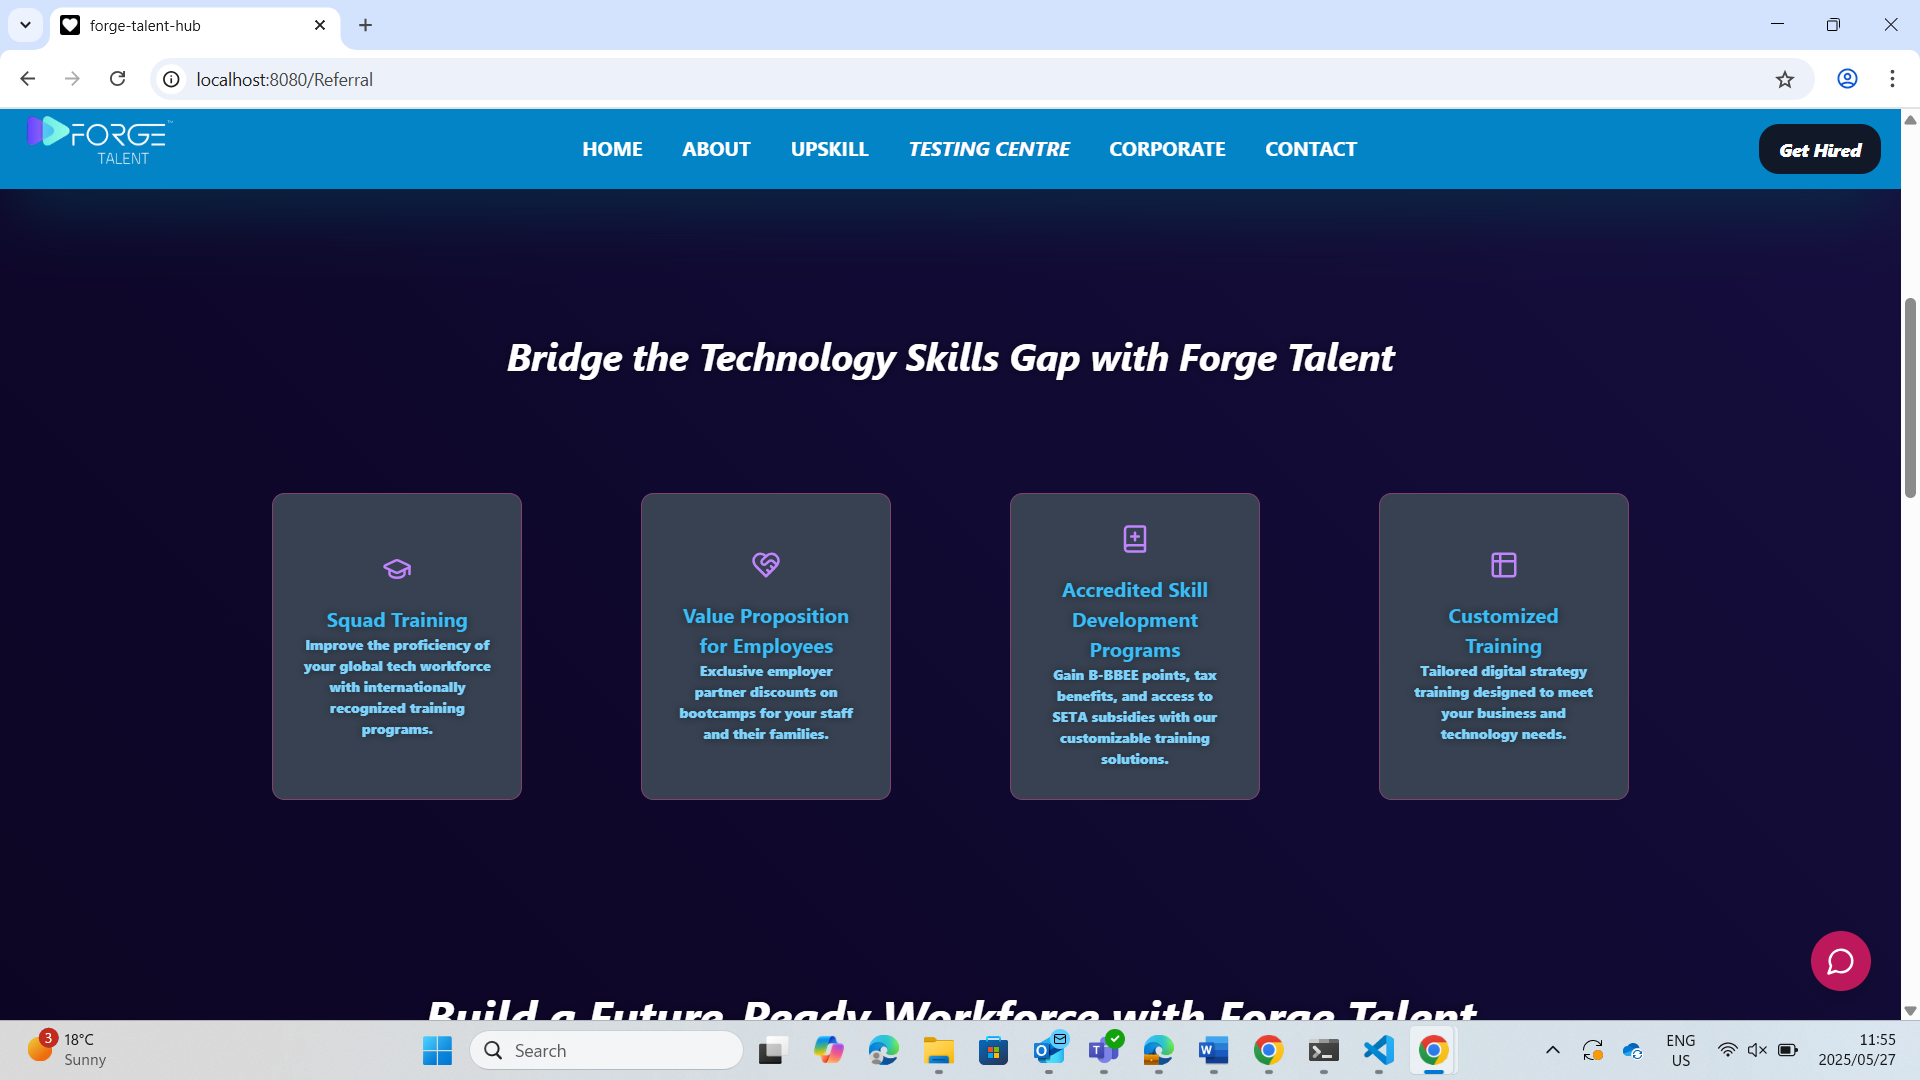 forge-talent-hub
localhost:8080/Referral
FORGE
TALENT
HOME
ABOUT
UPSKILL
TESTING CENTRE
CORPORATE
CONTACT
Get Hired
Bridge the Technology Skills Gap with Forge Talent
Squad Training
Improve the proficiency of
your global tech workforce
with internationally
recognized training
programs.
Value Proposition
for Employees
Exclusive employer
partner discounts on
bootcamps for your staff
and their families.
Accredited Skill
Development
Programs
Gain B-BBEE points, tax
benefits, and access to
SETA subsidies with our
customizable training
solutions.
Customized
Training
Tailored digital strategy
training designed to meet
your business and
technology needs.
Build a Future-Ready Workforce with Forge Talent
3
18°C
Sunny
Search
ENG
US
11:55
2025/05/27